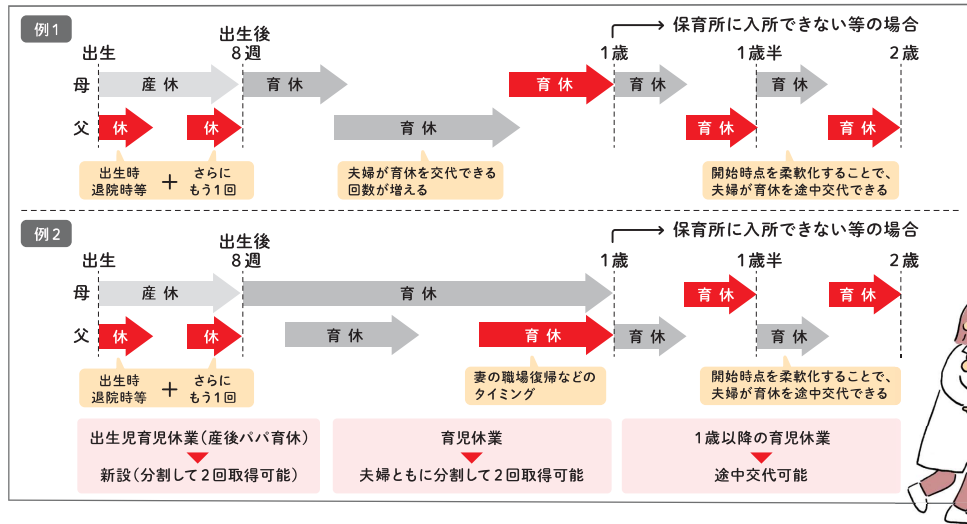 例1
保育所に入所できない等の場合
出生
出生後
8週
1歳
1歳半
2歳
母
産休
育休
育休
育休
育休
父
休
休
育休
育休
育休
出生時
退院時等
＋
さらに
もう1回
夫婦が育休を交代できる
回数が増える
開始時点を柔軟化することで、
夫婦が育休を途中交代できる
例2
保育所に入所できない等の場合
出生
出生後
8週
1歳
1歳半
2歳
母
産休
育休
育休
育休
父
休
休
育休
育休
育休
育休
出生時
退院時等
＋
さらに
もう1回
妻の職場復帰などの
タイミング
開始時点を柔軟化することで、
夫婦が育休を途中交代できる
出生児育児休業(産後パパ育休)
新設(分割して2回取得可能)
育児休業
夫婦ともに分割して2回取得可能
1歳以降の育児休業
途中交代可能